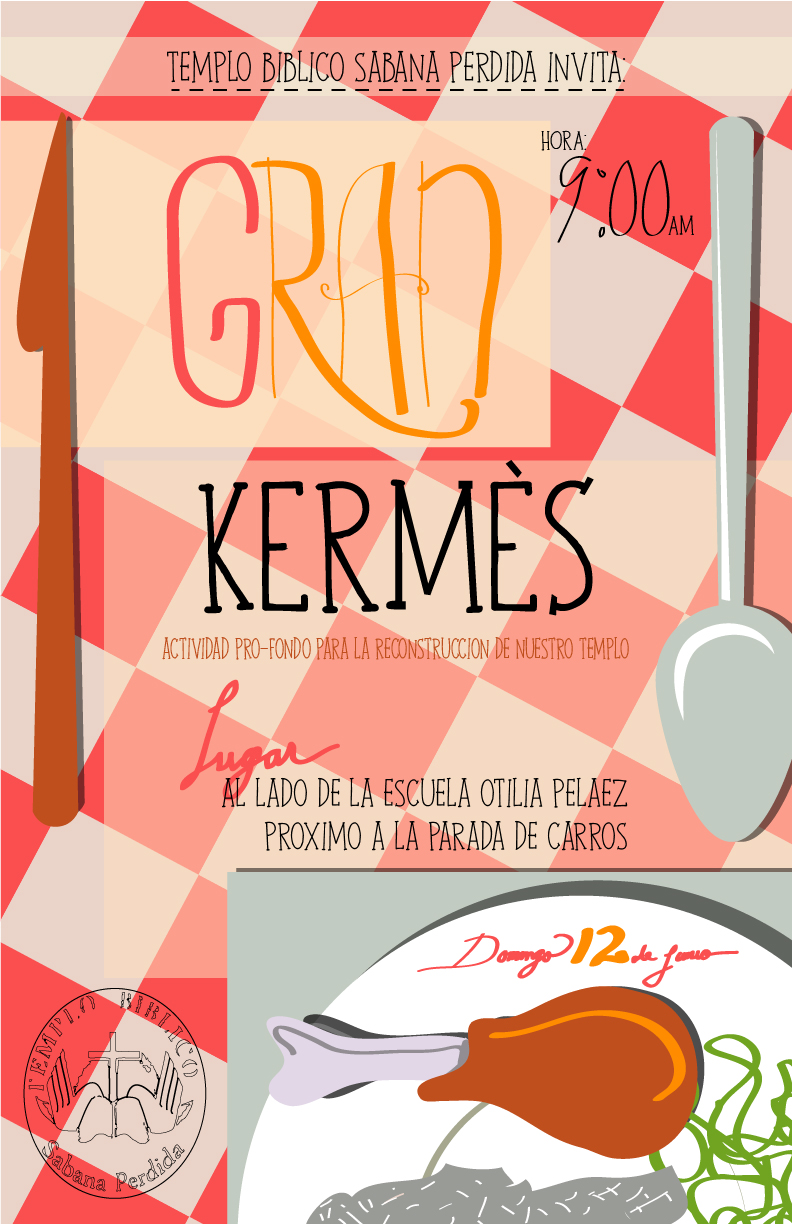 TEMPLO BIBLICO SABANA PERDIDA INVITA:
HORA:
9:00AM
GRAN
KERMÈS
ACTIVIDAD PRO-FONDO PARA LA RECONSTRUCCION DE NUESTRO TEMPLO
Lugar
AL LADO DE LA ESCUELA OTILIA PELAEZ
PROXIMO A LA PARADA DE CARROS
Domingo 12 de Junio
TEMPLO BIBLICO
Sabana Perdida